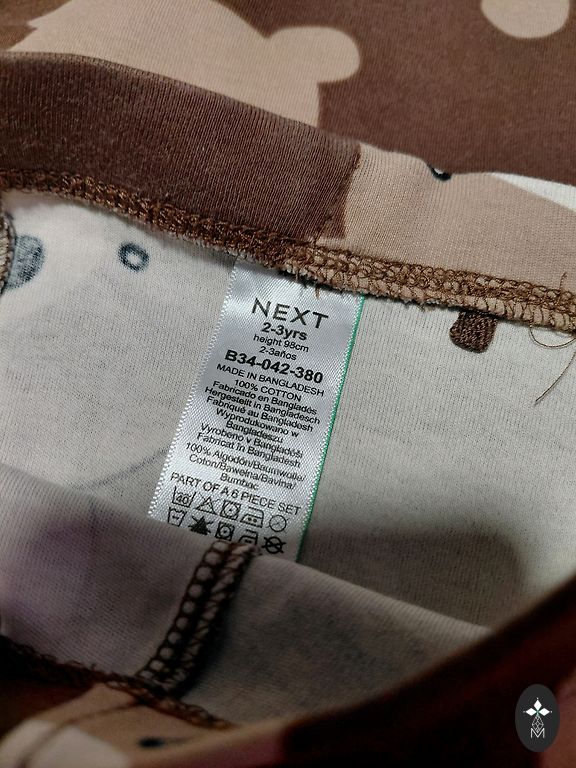 NEXT
2-3yrs
height 98cm
2-3años
B34-042-380
MADE IN BANGLADESH
100% COTTON
Fabricado en Bangladés
Hergestellt in Bangladesch
Fabriqué au Bangladesh
Wyprodukowano w
Bangladeszu
Vyrobeno v Bangladéši
Fabricat în Bangladesh
100% Algodón/Baumwolle/
Coton/Bawełna/Bavlna/
Bumbac
PART OF A 6 PIECE SET
40
M